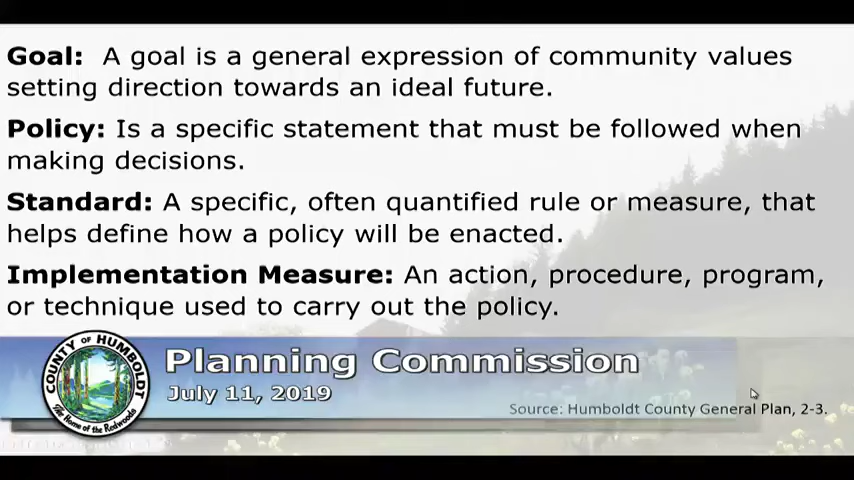 Goal: A goal is a general expression of community values
setting direction towards an ideal future.
Policy: Is a specific statement that must be followed when
making decisions.
Standard: A specific, often quantified rule or measure, that
helps define how a policy will be enacted.
Implementation Measure: An action, procedure, program,
or technique used to carry out the policy.
COUNTY OF HUMBOLDT
The Home of the Redwoods
Planning Commission
July 11, 2019
Source: Humboldt County General Plan, 2-3.